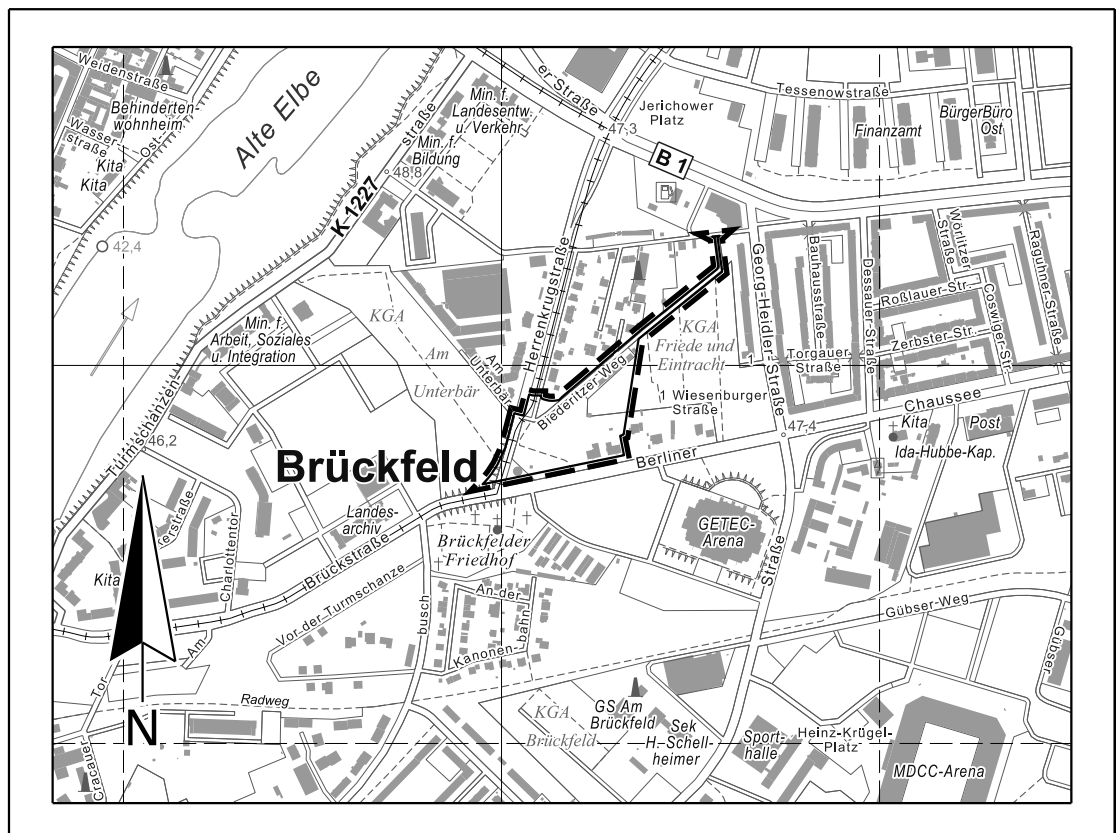 Weidenstraße
Behinderten-
wohnheim
Wasser-
straße
Ost-
Kita
Kita
Alte Elbe
42,4
K 1227
straße
48,8
Min. f.
Landesentw.
u. Verkehr
Min. f.
Bildung
er Straße
Jerichower
Platz
47,3
B 1
Tessenowstraße
Finanzamt
BürgerBüro
Ost
Herrenkrugstraße
Georg-Heidler-Straße
Bauhausstraße
Dessauer Straße
Wörlitzer
Straße
Roßlauer Str.
Coswiger Str.
Raguhner Straße
Zerbster Str.
Torgauer
Straße
KGA
Am
Unterbär
Am
Unterbär
Min. f.
Arbeit, Soziales
u. Integration
KGA
Friede und
Eintracht
Biederitzer Weg
1 Wiesenburger
Straße
1
Turmschanzen-
46,2
Brückfeld
Berliner
Chaussee
47,4
Kita
Post
Ida-Hubbe-Kap.
GETEC-
Arena
Landes-
archiv
Brückstraße
Brückfelder
Friedhof
kerstraße
Charlottentor
Kita
Vor der Turmschanze
busch
An der
Kanonen-
bahn
Straße
Gübser Weg
Gübser
Am
Tor
Cracauer
Radweg
N
KGA
Brückfeld
GS Am
Brückfeld
Sek
H.-Schell-
heimer
Sport-
halle
Heinz-Krügel-
Platz
MDCC-Arena